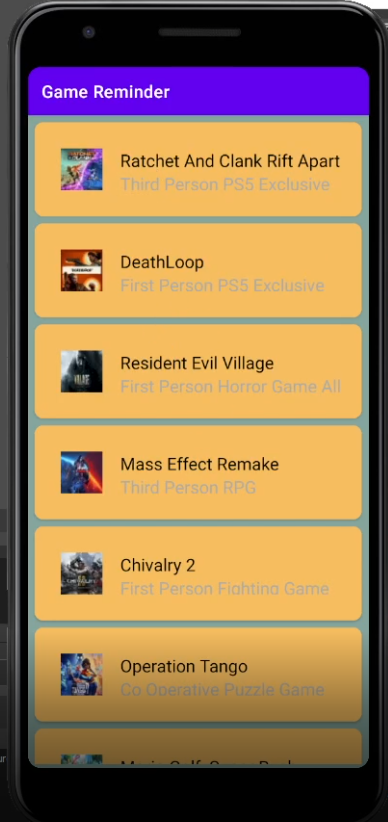 Game Reminder
Ratchet And Clank Rift Apart
Third Person PS5 Exclusive
DeathLoop
First Person PS5 Exclusive
Resident Evil Village
First Person Horror Game All
Mass Effect Remake
Third Person RPG
Chivalry 2
First Person Fighting Game
Operation Tango
Co Operative Puzzle Game